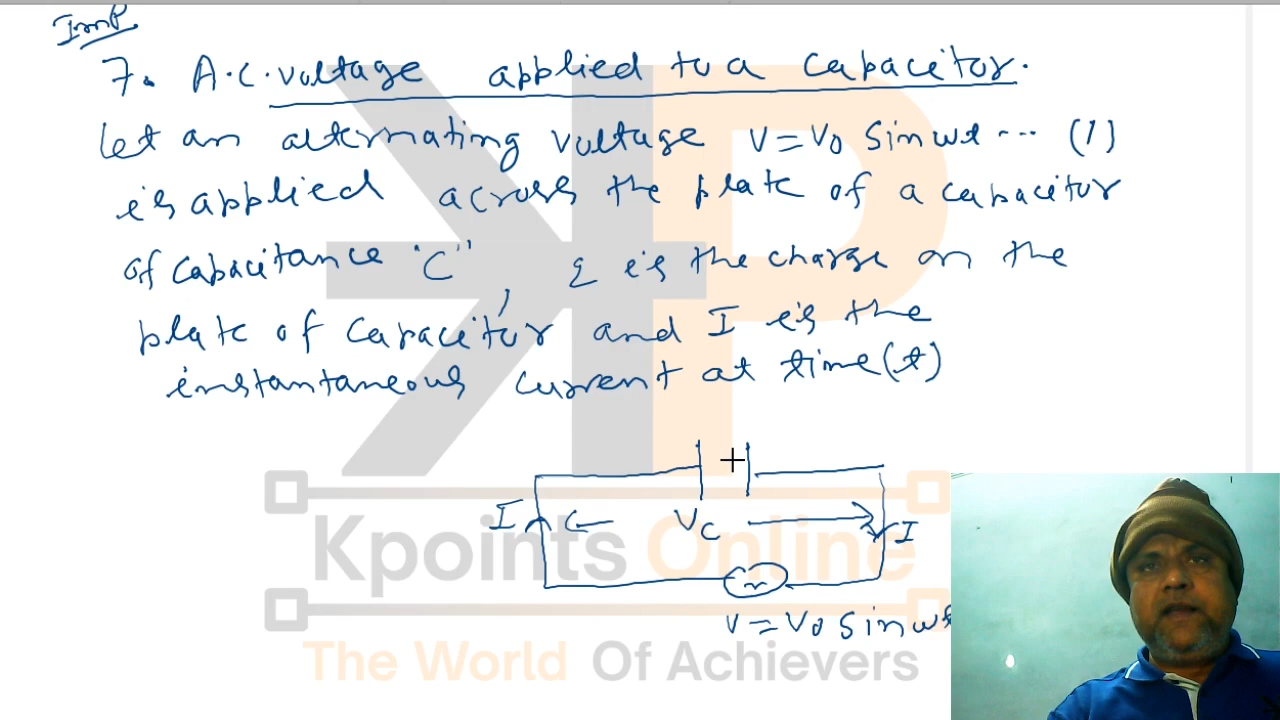 Imp
7. A.C. voltage applied to a capacitor.
Let an alternating voltage V = V0 Sin wt ... (1)
is applied across the plate of a capacitor
of capacitance "C", q is the charge on the
plate of capacitor and I is the
instantaneous current at time (t)
I ← VC → I
V = V0 Sin wt
Kpoints Online
The World Of Achievers